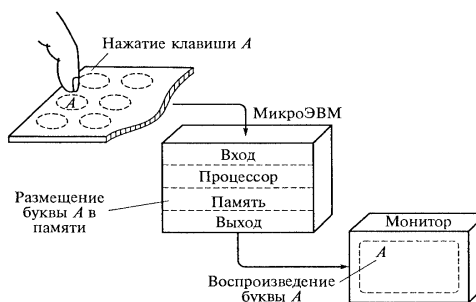 Нажатие клавиши А
А
МикроЭВМ
Вход
Процессор
Память
Выход
Размещение
буквы А в
памяти
Монитор
А
Воспроизведение
буквы А